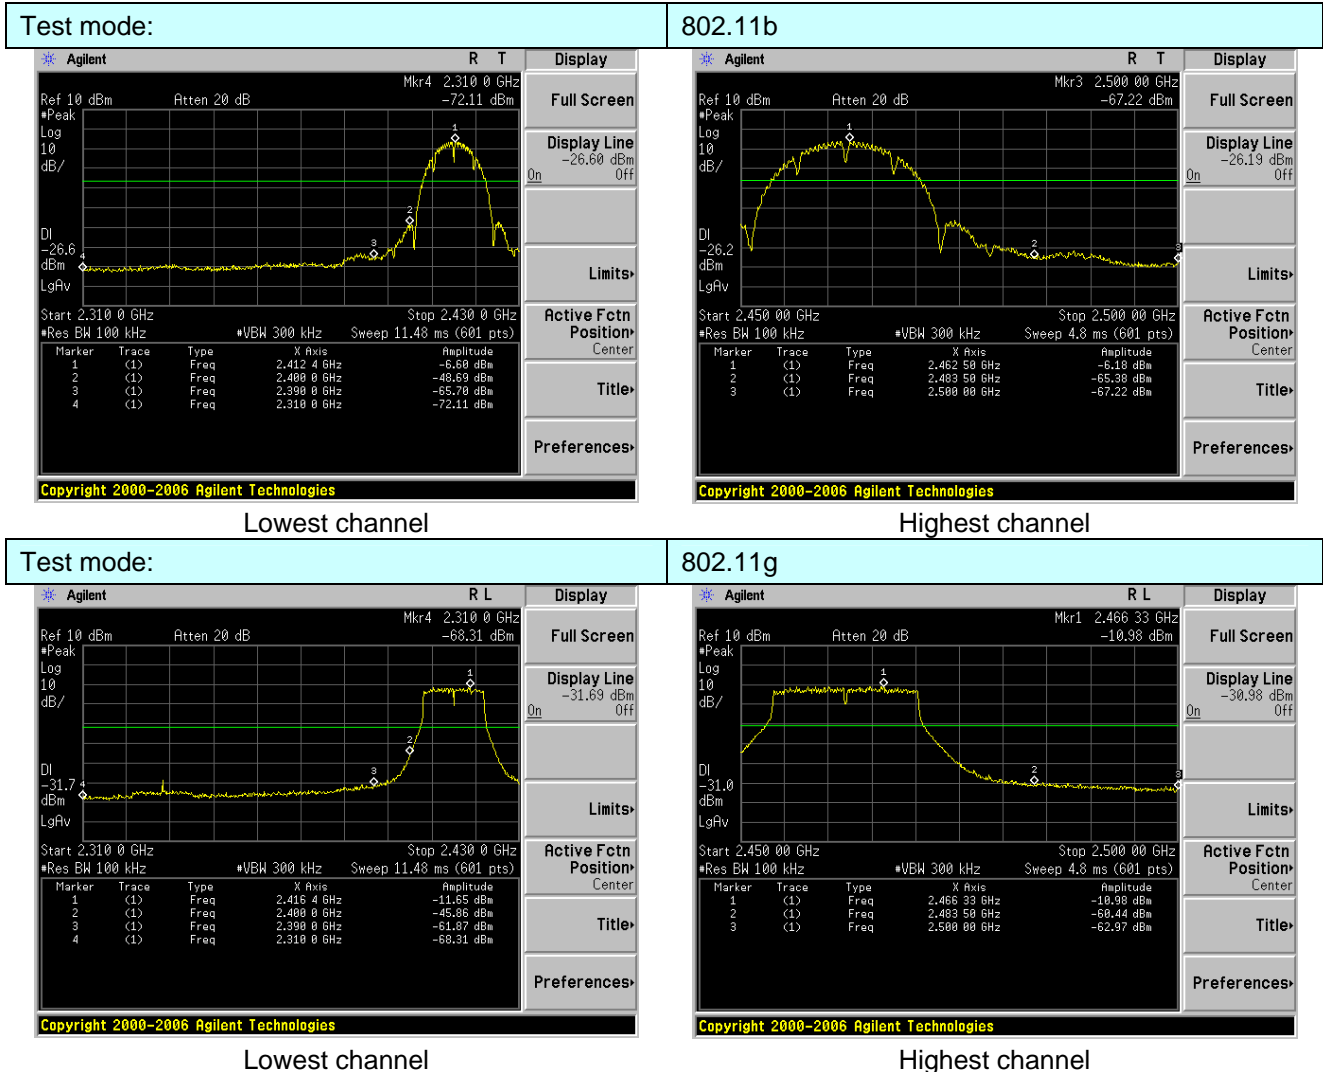 Test mode: 802.11b
Agilent R T Display
Mkr4 2.310 0 GHz
Ref 10 dBm Atten 20 dB -72.11 dBm
#Peak
Log
10
dB/
1
2
3
4
DI
-26.6
dBm
LgAv
Start 2.310 0 GHz Stop 2.430 0 GHz
#Res BW 100 kHz #VBW 300 kHz Sweep 11.48 ms (601 pts)
Marker Trace Type X Axis Amplitude
1 (1) Freq 2.412 4 GHz -6.60 dBm
2 (1) Freq 2.400 0 GHz -48.69 dBm
3 (1) Freq 2.390 0 GHz -65.70 dBm
4 (1) Freq 2.310 0 GHz -72.11 dBm
Full Screen
Display Line
-26.60 dBm
On Off
Limits
Active Fctn
Position
Center
Title
Preferences
Copyright 2000-2006 Agilent Technologies
Lowest channel
Agilent R T Display
Mkr3 2.500 00 GHz
Ref 10 dBm Atten 20 dB -67.22 dBm
#Peak
Log
10
dB/
1
2
3
DI
-26.2
dBm
LgAv
Start 2.450 00 GHz Stop 2.500 00 GHz
#Res BW 100 kHz #VBW 300 kHz Sweep 4.8 ms (601 pts)
Marker Trace Type X Axis Amplitude
1 (1) Freq 2.462 50 GHz -6.18 dBm
2 (1) Freq 2.483 50 GHz -65.38 dBm
3 (1) Freq 2.500 00 GHz -67.22 dBm
Full Screen
Display Line
-26.19 dBm
On Off
Limits
Active Fctn
Position
Center
Title
Preferences
Copyright 2000-2006 Agilent Technologies
Highest channel
Test mode: 802.11g
Agilent R L Display
Mkr4 2.310 0 GHz
Ref 10 dBm Atten 20 dB -68.31 dBm
#Peak
Log
10
dB/
1
2
3
4
DI
-31.7
dBm
LgAv
Start 2.310 0 GHz Stop 2.430 0 GHz
#Res BW 100 kHz #VBW 300 kHz Sweep 11.48 ms (601 pts)
Marker Trace Type X Axis Amplitude
1 (1) Freq 2.416 4 GHz -11.65 dBm
2 (1) Freq 2.400 0 GHz -45.86 dBm
3 (1) Freq 2.390 0 GHz -61.87 dBm
4 (1) Freq 2.310 0 GHz -68.31 dBm
Full Screen
Display Line
-31.69 dBm
On Off
Limits
Active Fctn
Position
Center
Title
Preferences
Copyright 2000-2006 Agilent Technologies
Lowest channel
Agilent R L Display
Mkr1 2.466 33 GHz
Ref 10 dBm Atten 20 dB -10.98 dBm
#Peak
Log
10
dB/
1
2
3
DI
-31.0
dBm
LgAv
Start 2.450 00 GHz Stop 2.500 00 GHz
#Res BW 100 kHz #VBW 300 kHz Sweep 4.8 ms (601 pts)
Marker Trace Type X Axis Amplitude
1 (1) Freq 2.466 33 GHz -10.98 dBm
2 (1) Freq 2.483 50 GHz -60.44 dBm
3 (1) Freq 2.500 00 GHz -62.97 dBm
Full Screen
Display Line
-30.98 dBm
On Off
Limits
Active Fctn
Position
Center
Title
Preferences
Copyright 2000-2006 Agilent Technologies
Highest channel